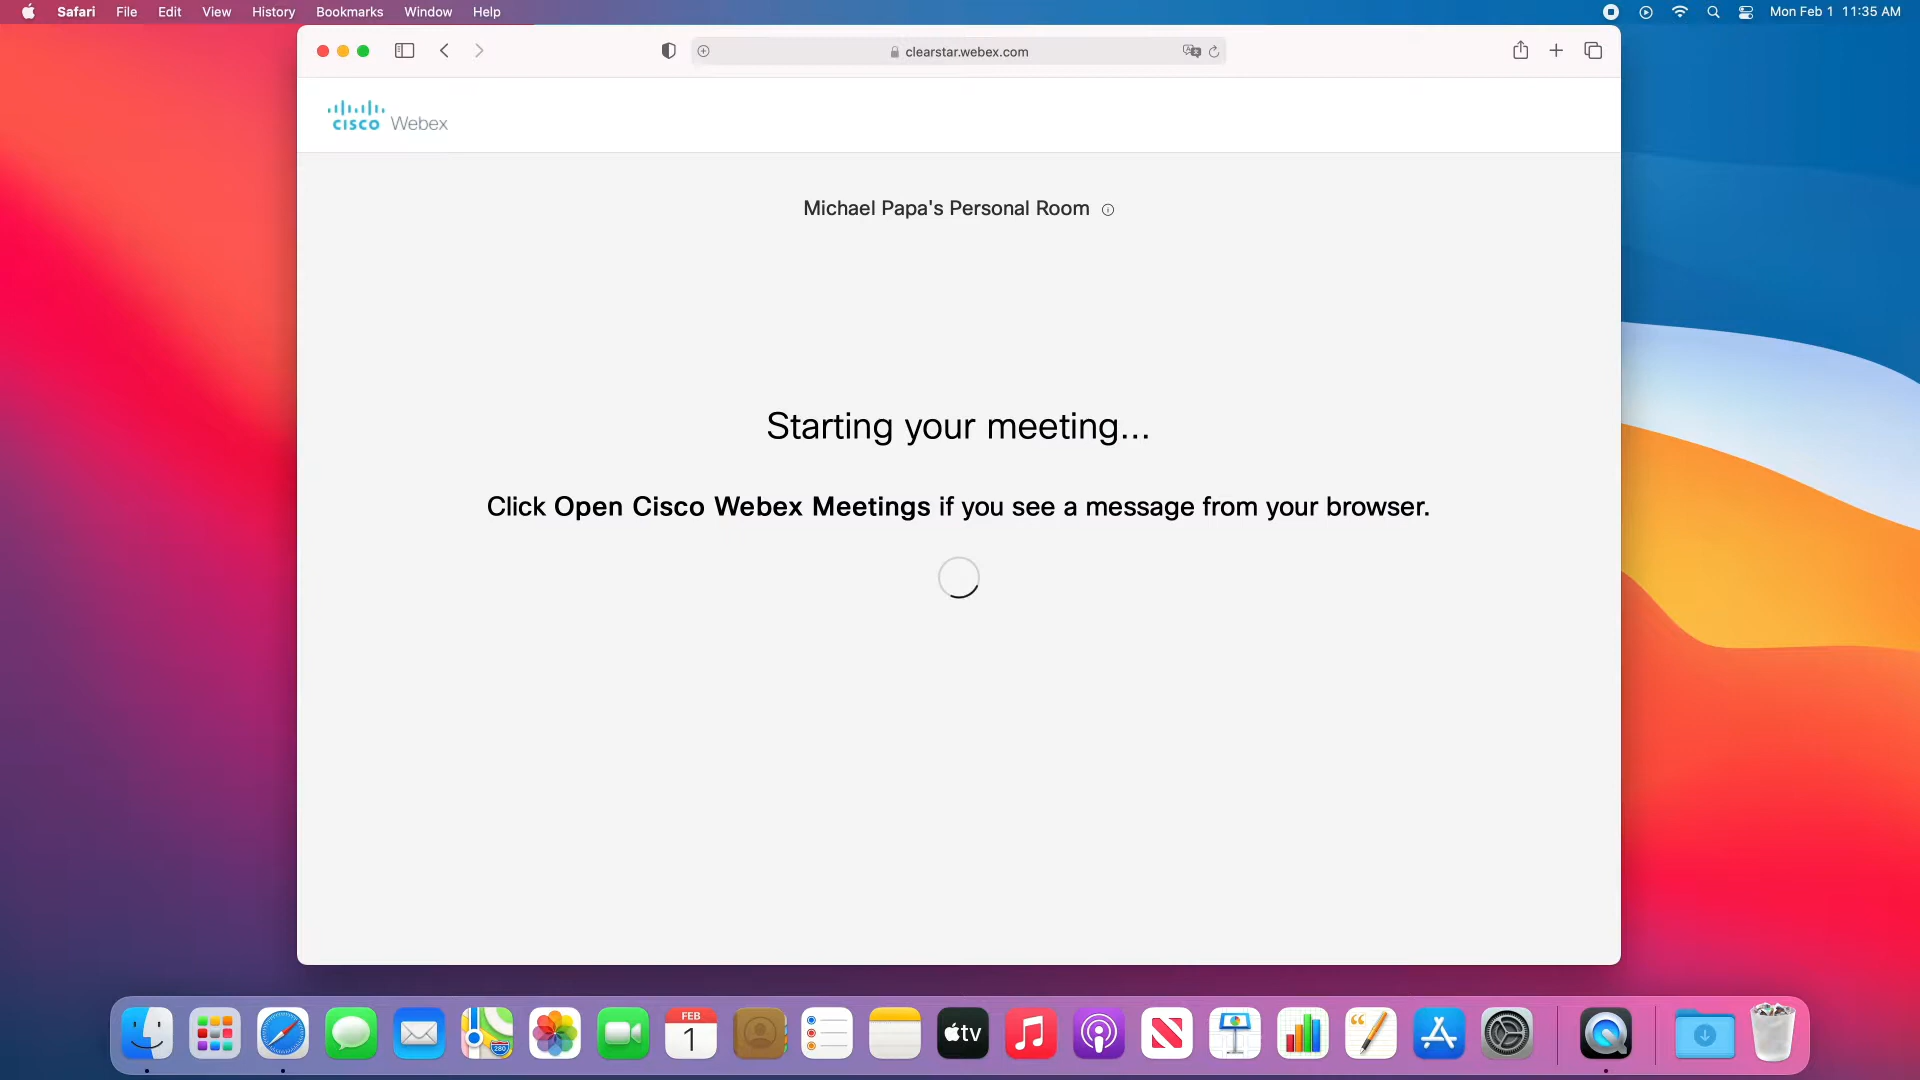 Safari File Edit View History Bookmarks Window Help
Mon Feb 1 11:35 AM
clearstar.webex.com
CISCO Webex
Michael Papa's Personal Room
Starting your meeting...
Click Open Cisco Webex Meetings if you see a message from your browser.
280
FEB
1
tv